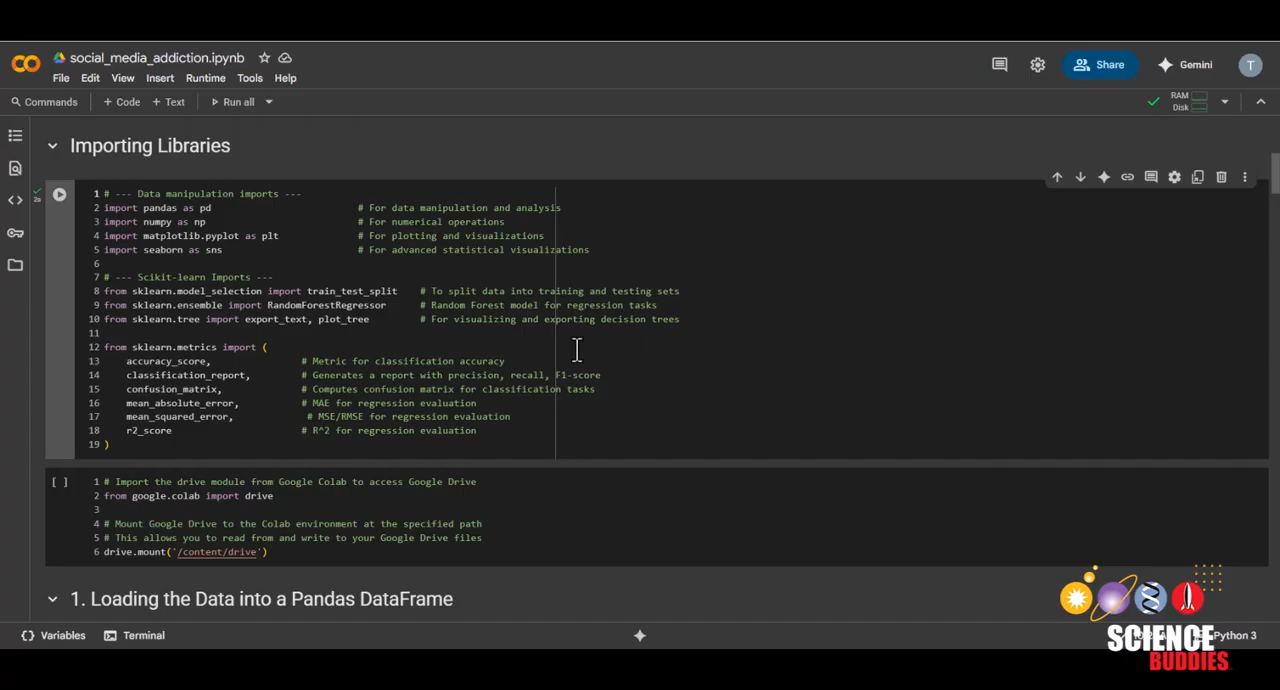 social_media_addiction.ipynb
File Edit View Insert Runtime Tools Help
Share
Gemini
T
Commands + Code + Text Run all
RAM
Disk
Importing Libraries
2s
1 # --- Data manipulation imports ---
2 import pandas as pd # For data manipulation and analysis
3 import numpy as np # For numerical operations
4 import matplotlib.pyplot as plt # For plotting and visualizations
5 import seaborn as sns # For advanced statistical visualizations
6
7 # --- Scikit-learn Imports ---
8 from sklearn.model_selection import train_test_split # To split data into training and testing sets
9 from sklearn.ensemble import RandomForestRegressor # Random Forest model for regression tasks
10 from sklearn.tree import export_text, plot_tree # For visualizing and exporting decision trees
11
12 from sklearn.metrics import (
13 accuracy_score, # Metric for classification accuracy
14 classification_report, # Generates a report with precision, recall, F1-score
15 confusion_matrix, # Computes confusion matrix for classification tasks
16 mean_absolute_error, # MAE for regression evaluation
17 mean_squared_error, # MSE/RMSE for regression evaluation
18 r2_score # R^2 for regression evaluation
19 )
[ ]
1 # Import the drive module from Google Colab to access Google Drive
2 from google.colab import drive
3
4 # Mount Google Drive to the Colab environment at the specified path
5 # This allows you to read from and write to your Google Drive files
6 drive.mount('/content/drive')
1. Loading the Data into a Pandas DataFrame
Variables Terminal
Python 3
SCIENCE
BUDDIES